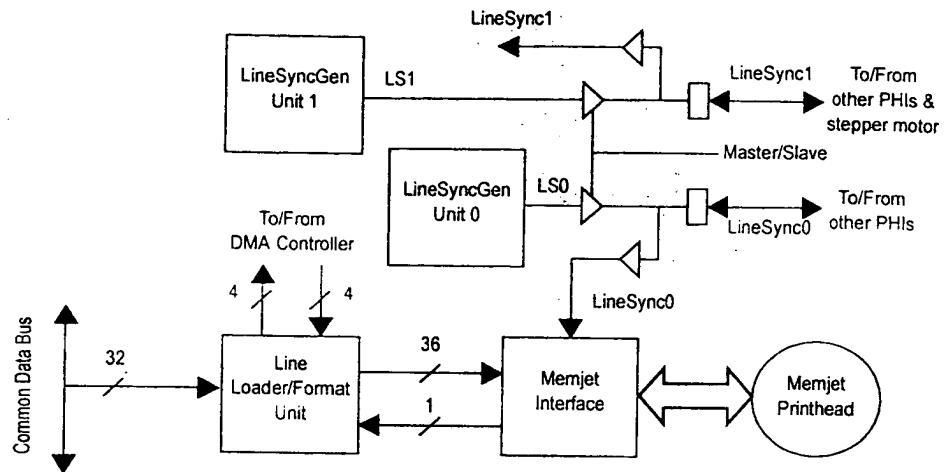 LineSync1
LineSyncGen
Unit 1
LS1
LineSync1
To/From
other PHIs &
stepper motor
Master/Slave
LineSyncGen
Unit 0
LS0
LineSync0
To/From
other PHIs
To/From
DMA Controller
4
4
LineSync0
Common Data Bus
32
Line
Loader/Format
Unit
36
1
Memjet
Interface
Memjet
Printhead